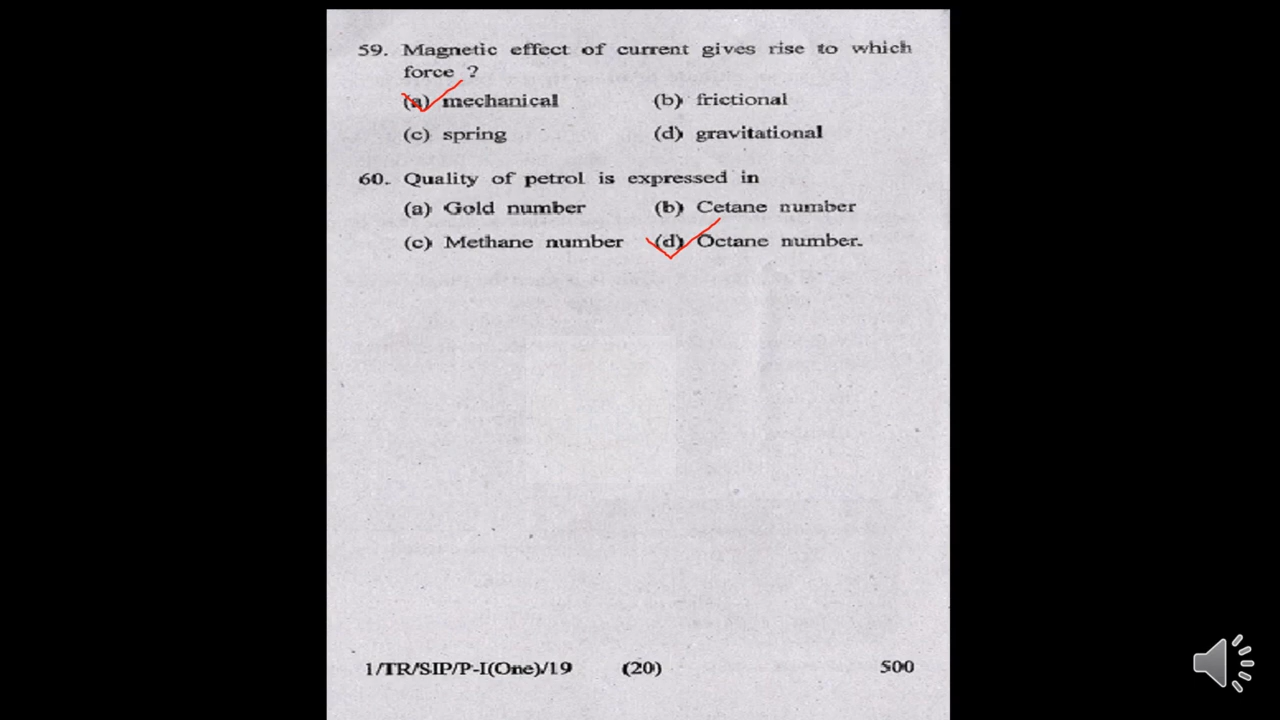 59. Magnetic effect of current gives rise to which
force ?
(a) mechanical (b) frictional
(c) spring (d) gravitational
60. Quality of petrol is expressed in
(a) Gold number (b) Cetane number
(c) Methane number (d) Octane number.
1/TR/SIP/P-I(One)/19 (20) 500